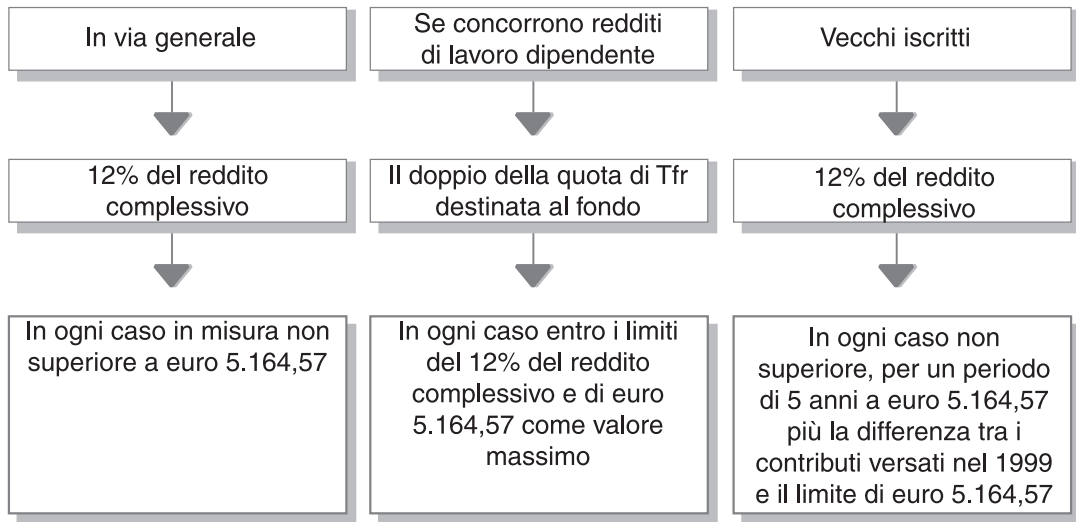 In via generale
Se concorrono redditi
di lavoro dipendente
Vecchi iscritti
12% del reddito
complessivo
Il doppio della quota di Tfr
destinata al fondo
12% del reddito
complessivo
In ogni caso in misura non
superiore a euro 5.164,57
In ogni caso entro i limiti
del 12% del reddito
complessivo e di euro
5.164,57 come valore
massimo
In ogni caso non
superiore, per un periodo
di 5 anni a euro 5.164,57
più la differenza tra i
contributi versati nel 1999
e il limite di euro 5.164,57